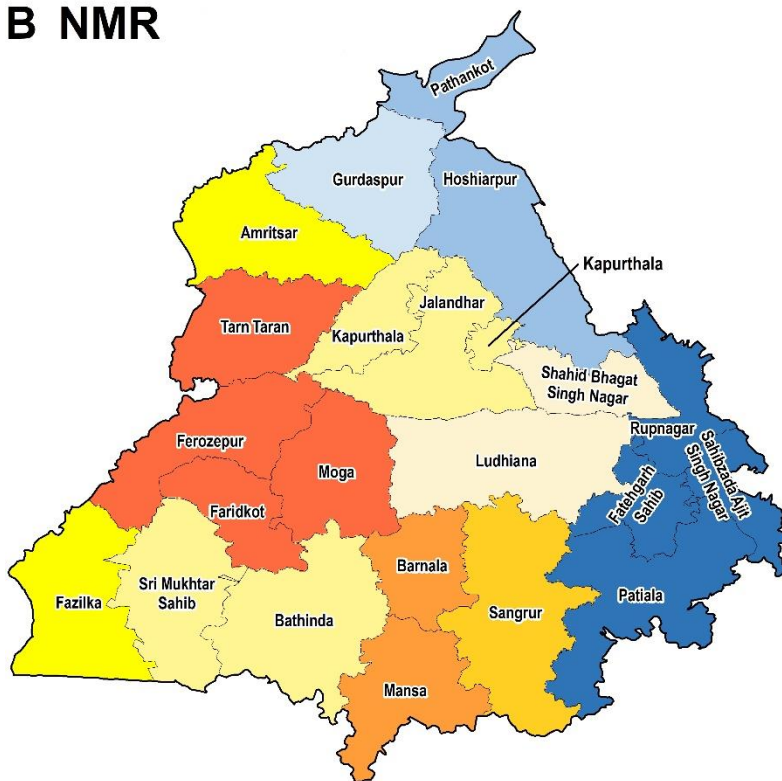 B NMR
Pathankot
Gurdaspur
Hoshiarpur
Amritsar
Kapurthala
Jalandhar
Tarn Taran
Kapurthala
Shahid Bhagat
Singh Nagar
Ferozepur
Moga
Ludhiana
Rupnagar
Sahibzada Ajit
Singh Nagar
Fatehgarh
Sahib
Faridkot
Barnala
Sri Mukhtar
Sahib
Fazilka
Bathinda
Sangrur
Patiala
Mansa